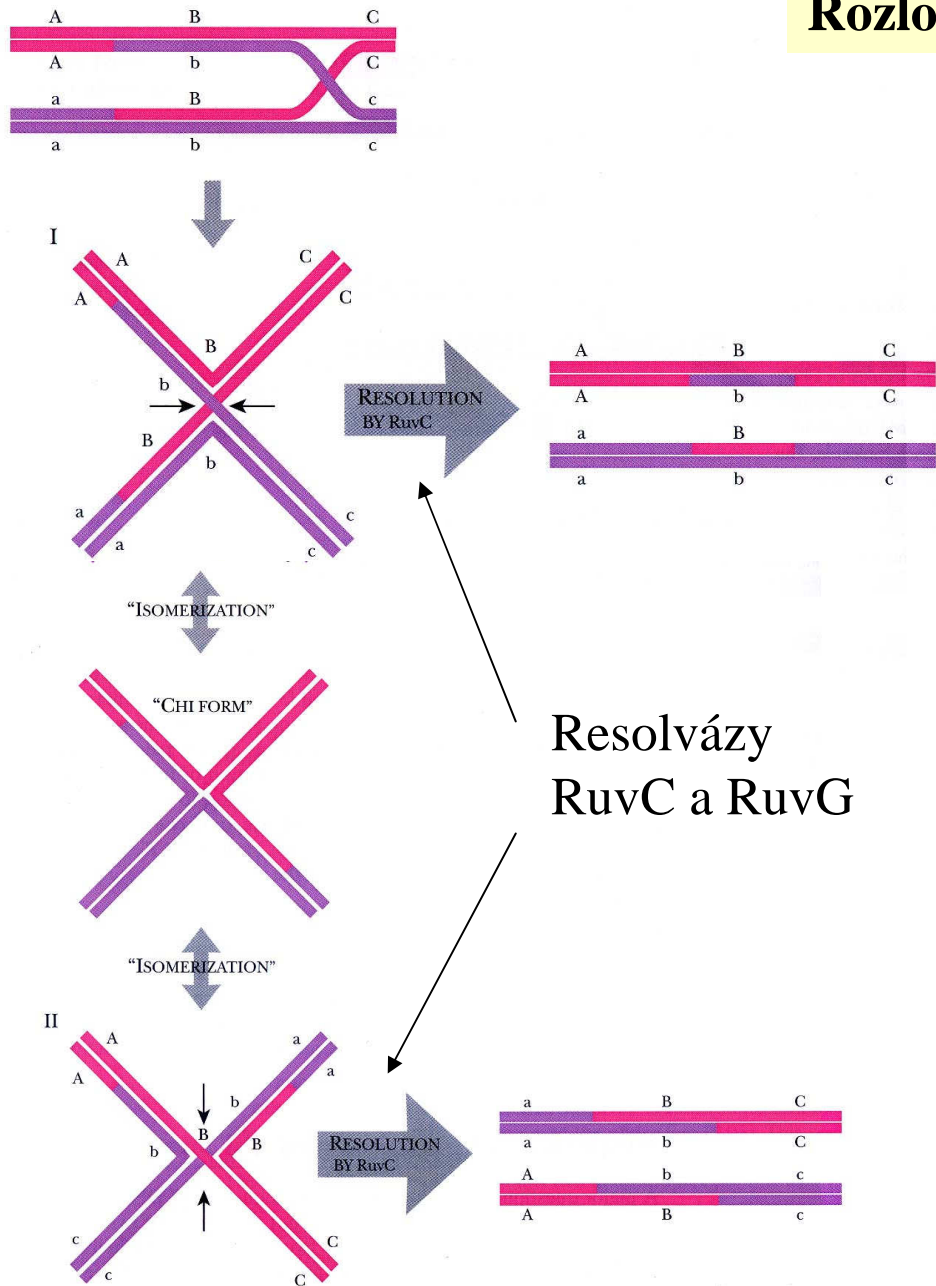 Rozlo
A B C
A b C
a B c
a b c
I
A C
A C
B
b
B
b
a c
a c
RESOLUTION
BY RuvC
A B C
A b C
a B c
a b c
"ISOMERIZATION"
"CHI FORM"
Resolvázy
RuvC a RuvG
"ISOMERIZATION"
II
A a
A a
b
B
b B
c C
c C
RESOLUTION
BY RuvC
a B C
a b C
A b c
A B c